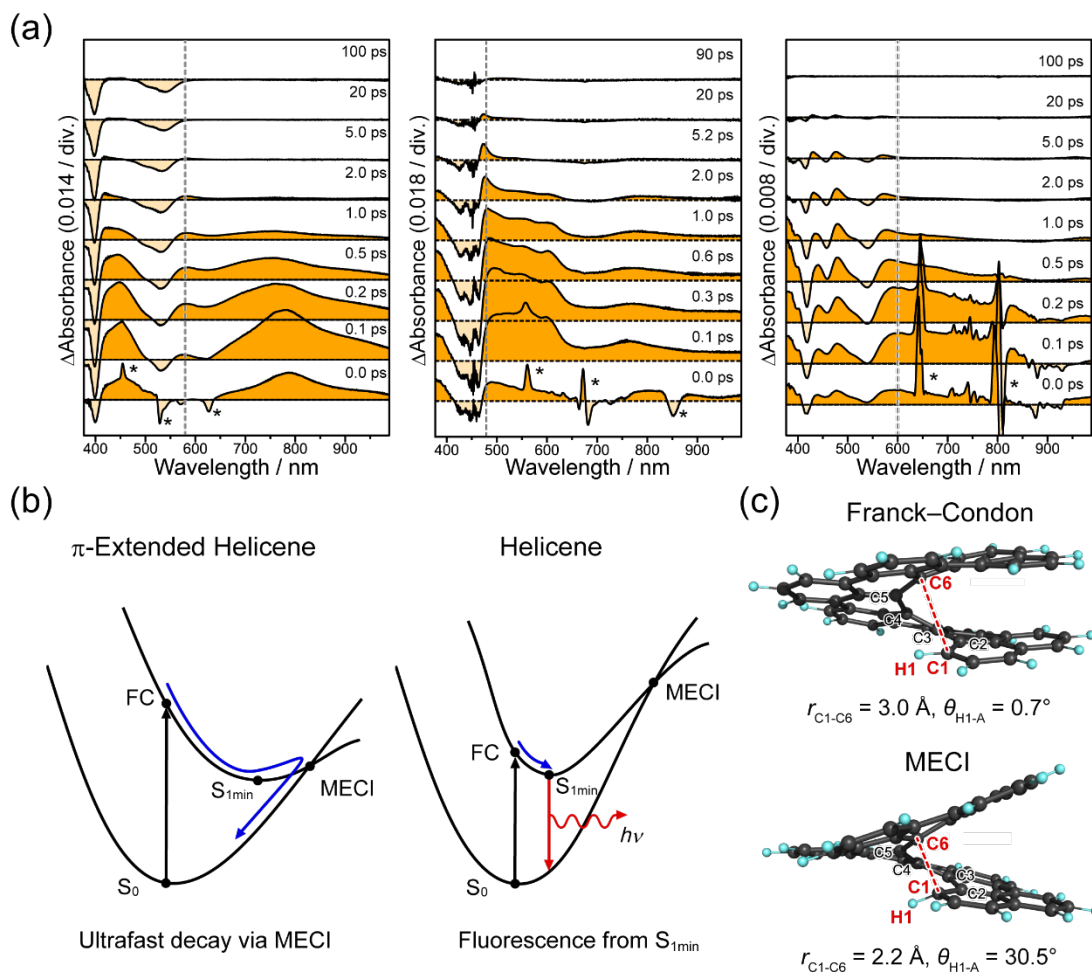 (a)
ΔAbsorbance (0.014 / div.)
100 ps
20 ps
5.0 ps
2.0 ps
1.0 ps
0.5 ps
0.2 ps
0.1 ps
0.0 ps
*
*
*
400 500 600 700 800 900
Wavelength / nm
ΔAbsorbance (0.018 / div.)
90 ps
20 ps
5.2 ps
2.0 ps
1.0 ps
0.6 ps
0.3 ps
0.1 ps
0.0 ps
*
*
*
400 500 600 700 800 900
Wavelength / nm
ΔAbsorbance (0.008 / div.)
100 ps
20 ps
5.0 ps
2.0 ps
1.0 ps
0.5 ps
0.2 ps
0.1 ps
0.0 ps
*
*
400 500 600 700 800 900
Wavelength / nm
(b)
π-Extended Helicene
FC
S1min
MECI
S0
Ultrafast decay via MECI
Helicene
FC
S1min
MECI
hν
S0
Fluorescence from S1min
(c)
Franck–Condon
C6
C5
C4
C3
C2
H1
C1
rC1-C6 = 3.0 Å, θH1-A = 0.7°
MECI
C6
C5
C4
C3
C1
C2
H1
rC1-C6 = 2.2 Å, θH1-A = 30.5°